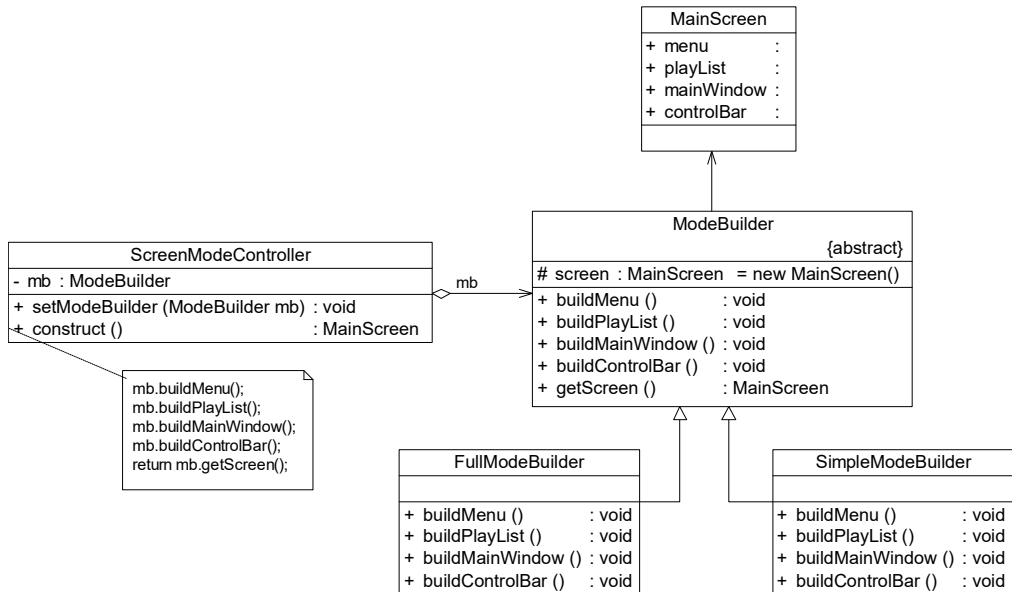 MainScreen
+ menu :
+ playList :
+ mainWindow :
+ controlBar :
ModeBuilder
{abstract}
# screen : MainScreen = new MainScreen()
+ buildMenu () : void
+ buildPlayList () : void
+ buildMainWindow () : void
+ buildControlBar () : void
+ getScreen () : MainScreen
ScreenModeController
- mb : ModeBuilder
+ setModeBuilder (ModeBuilder mb) : void
+ construct () : MainScreen
mb
mb.buildMenu();
mb.buildPlayList();
mb.buildMainWindow();
mb.buildControlBar();
return mb.getScreen();
FullModeBuilder
+ buildMenu () : void
+ buildPlayList () : void
+ buildMainWindow () : void
+ buildControlBar () : void
SimpleModeBuilder
+ buildMenu () : void
+ buildPlayList () : void
+ buildMainWindow () : void
+ buildControlBar () : void